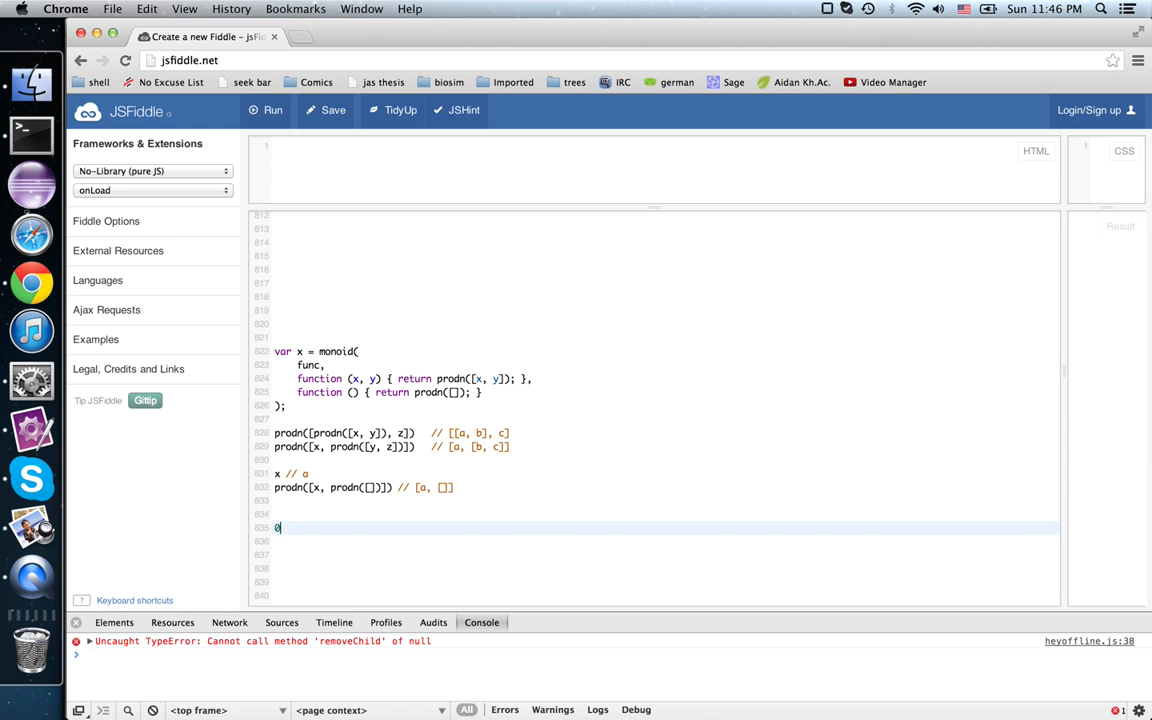 Chrome File Edit View History Bookmarks Window Help Sun 11:46 PM
Create a new Fiddle - jsFi
jsfiddle.net
shell No Excuse List seek bar Comics jas thesis biosim Imported trees IRC german Sage Aidan Kh.Ac. Video Manager
JSFiddle α Run Save TidyUp JSHint Login/Sign up
Frameworks & Extensions
No-Library (pure JS)
onLoad
Fiddle Options
External Resources
Languages
Ajax Requests
Examples
Legal, Credits and Links
Tip JSFiddle Gittip
? Keyboard shortcuts
1 HTML
1 CSS
Result
812
813
814
815
816
817
818
819
820
821
822 var x = monoid(
823 func,
824 function (x, y) { return prodn([x, y]); },
825 function () { return prodn([]); }
826 );
827
828 prodn([prodn([x, y]), z]) // [[a, b], c]
829 prodn([x, prodn([y, z])]) // [a, [b, c]]
830
831 x // a
832 prodn([x, prodn([])]) // [a, []]
833
834
835 0
836
837
838
839
840
Elements Resources Network Sources Timeline Profiles Audits Console
Uncaught TypeError: Cannot call method 'removeChild' of null heyoffline.js:38
>
<top frame> <page context> All Errors Warnings Logs Debug 1